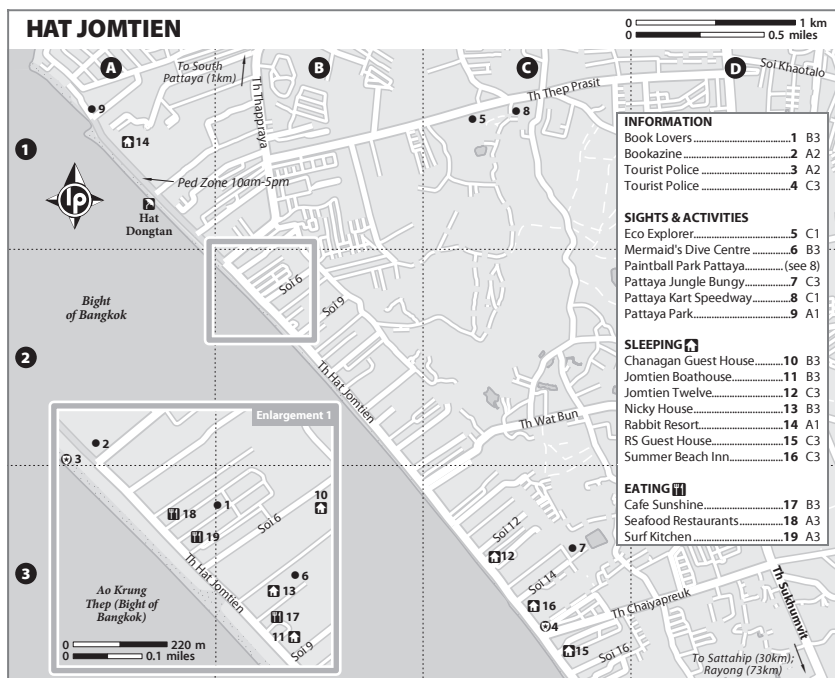 HAT JOMTIEN
0 1 km
0 0.5 miles
A
B
C
D
To South
Pattaya (1km)
Th Thappraya
Th Thep Prasit
Soi Khaotalo
9
14
5
8
1
lp
Ped Zone 10am-5pm
Hat
Dongtan
Soi 6
Soi 9
Bight
of Bangkok
2
Th Hat Jomtien
Th Wat Bun
Enlargement 1
2
3
1
10
18
Soi 6
19
Th Hat Jomtien
3
6
13
17
11
Soi 9
Ao Krung
Thep (Bight of
Bangkok)
0 220 m
0 0.1 miles
Soi 12
7
12
Soi 14
16
4
Th Chaiyapreuk
15
Soi 16
Th Sukhumvit
To Sattahip (30km);
Rayong (73km)
INFORMATION
Book Lovers 1 B3
Bookazine 2 A2
Tourist Police 3 A2
Tourist Police 4 C3
SIGHTS & ACTIVITIES
Eco Explorer 5 C1
Mermaid's Dive Centre 6 B3
Paintball Park Pattaya (see 8)
Pattaya Jungle Bungy 7 C3
Pattaya Kart Speedway 8 C1
Pattaya Park 9 A1
SLEEPING
Chanagan Guest House 10 B3
Jomtien Boathouse 11 B3
Jomtien Twelve 12 C3
Nicky House 13 B3
Rabbit Resort 14 A1
RS Guest House 15 C3
Summer Beach Inn 16 C3
EATING
Cafe Sunshine 17 B3
Seafood Restaurants 18 A3
Surf Kitchen 19 A3